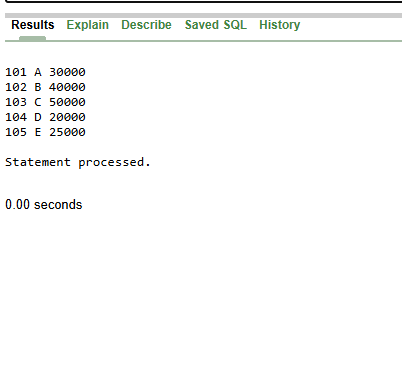 Results Explain Describe Saved SQL History
101 A 30000
102 B 40000
103 C 50000
104 D 20000
105 E 25000
Statement processed.
0.00 seconds